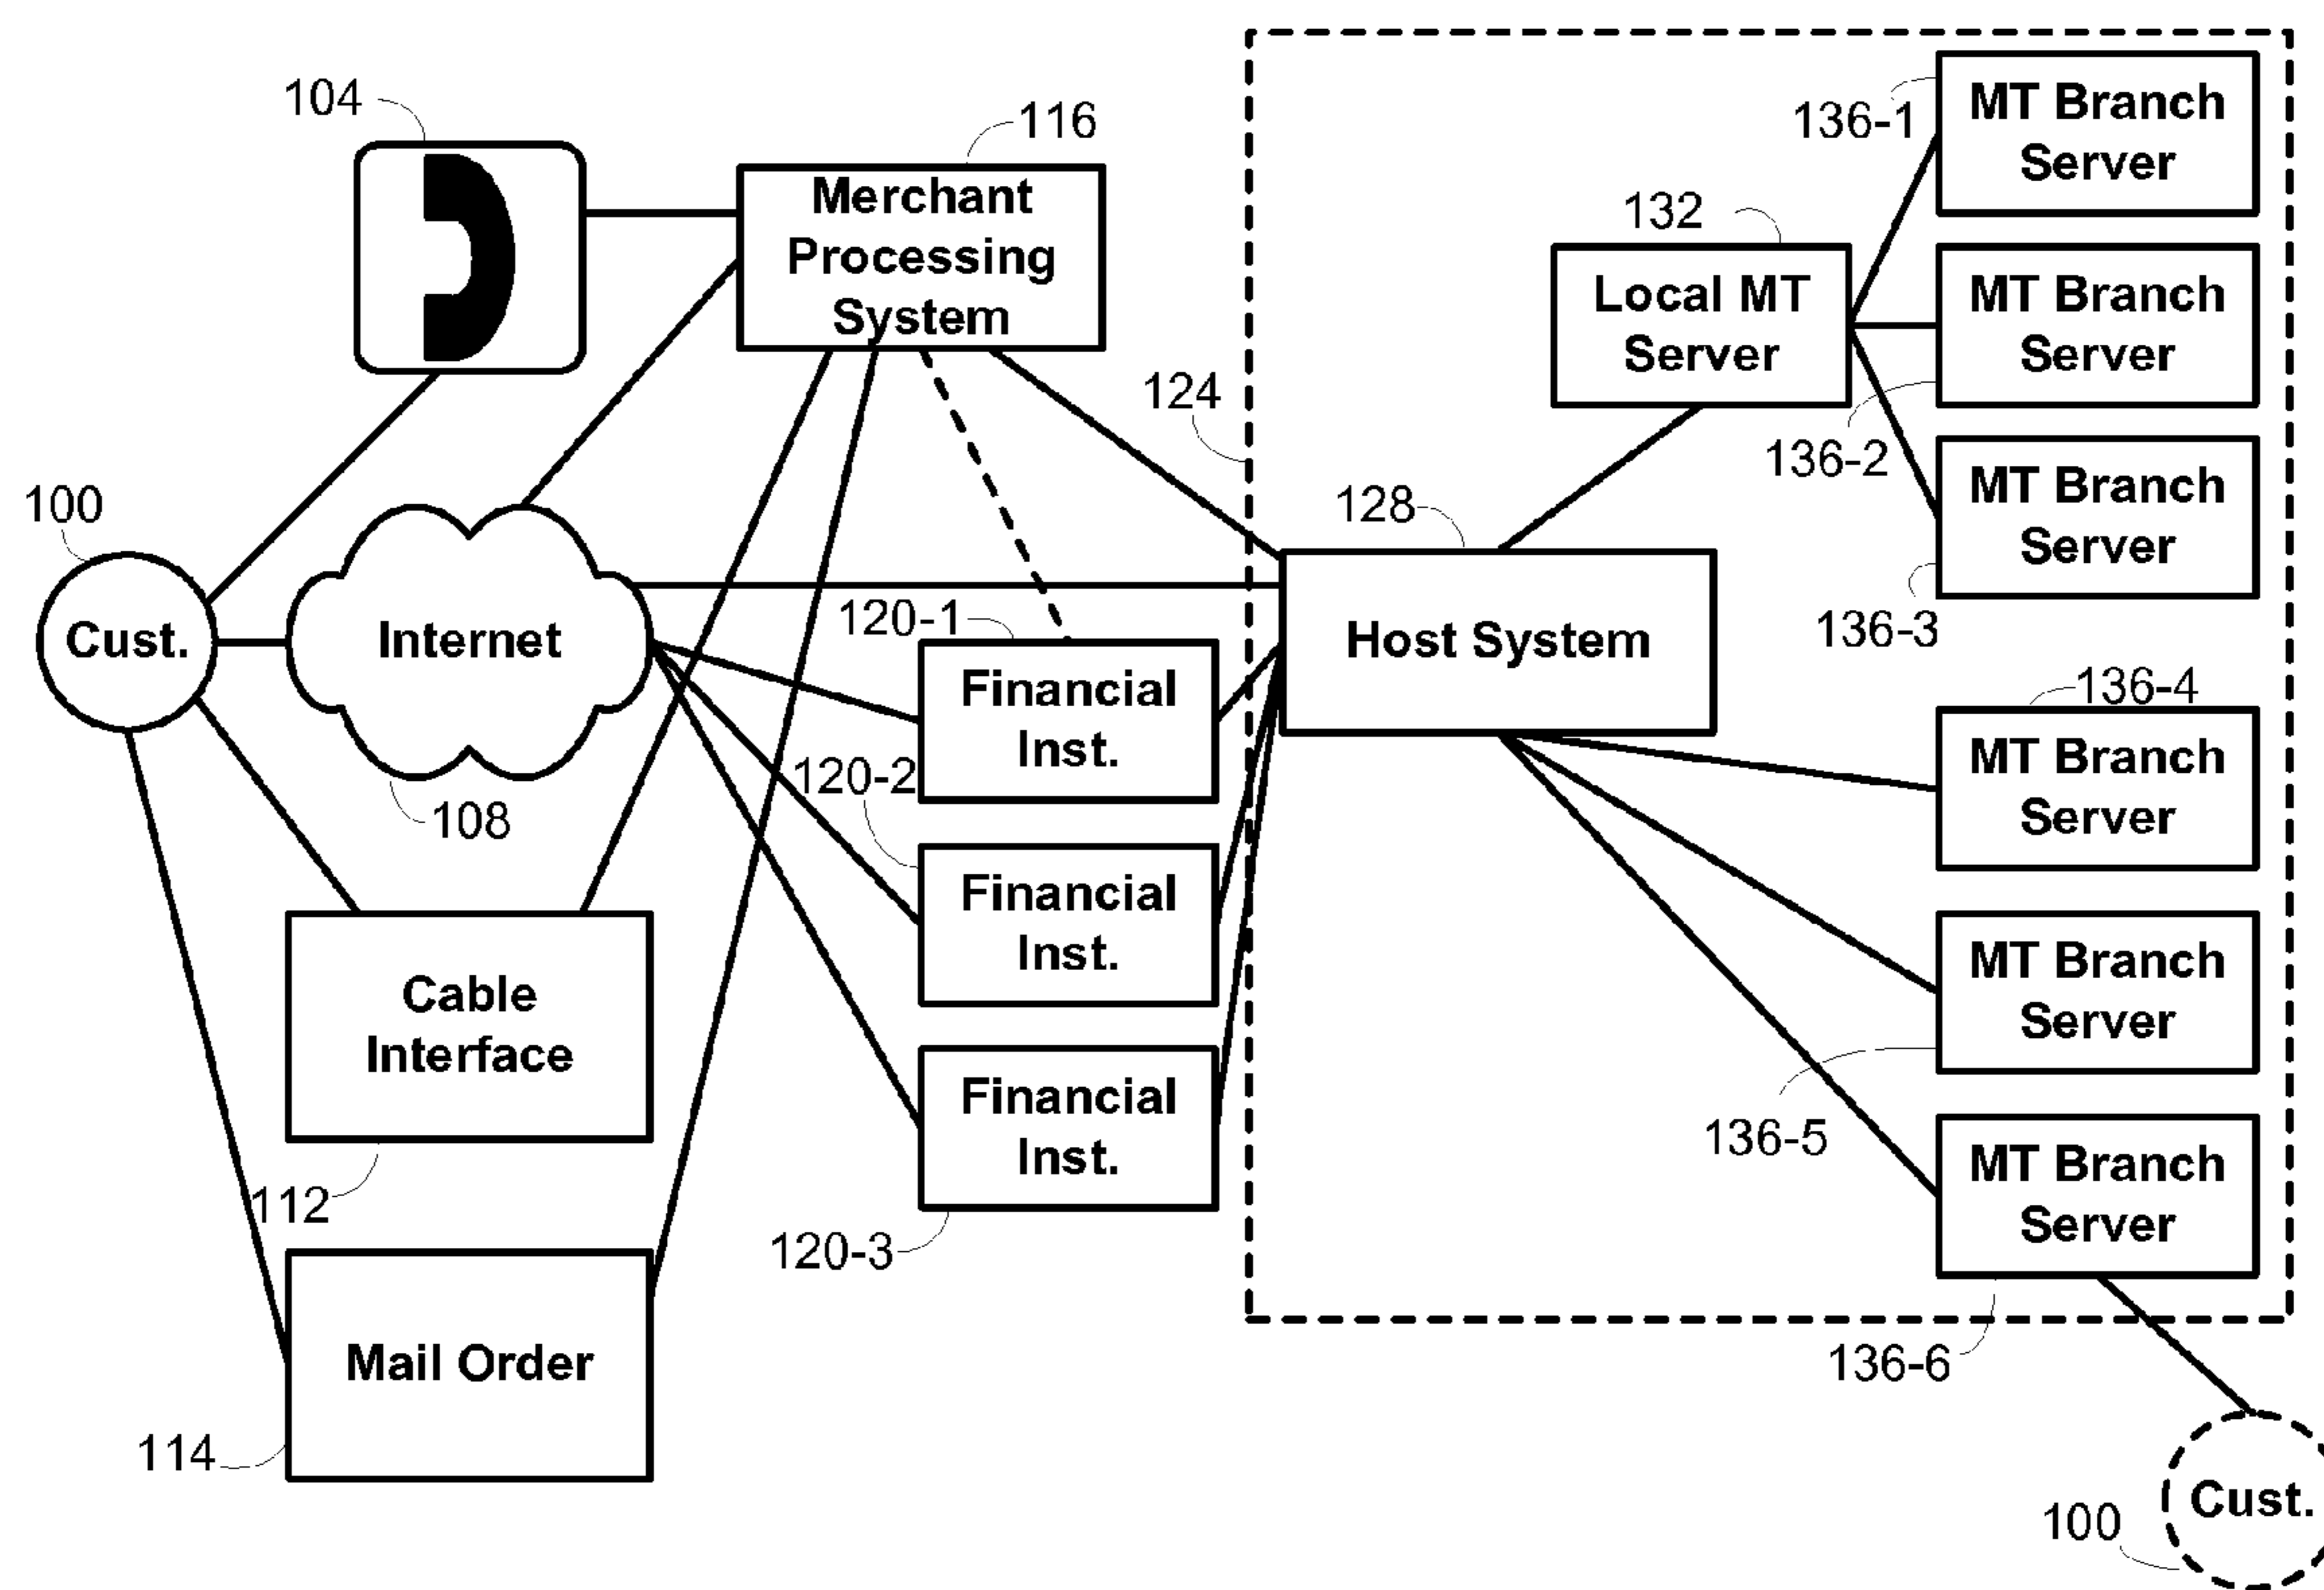 104
116
Merchant
Processing
System
136-1
MT Branch
Server
132
Local MT
Server
MT Branch
Server
136-2
124
MT Branch
Server
136-3
100
Cust.
Internet
108
128
Host System
120-1
Financial
Inst.
120-2
Financial
Inst.
Financial
Inst.
120-3
136-4
MT Branch
Server
MT Branch
Server
136-5
MT Branch
Server
136-6
Cable
Interface
112
Mail Order
114
Cust.
100